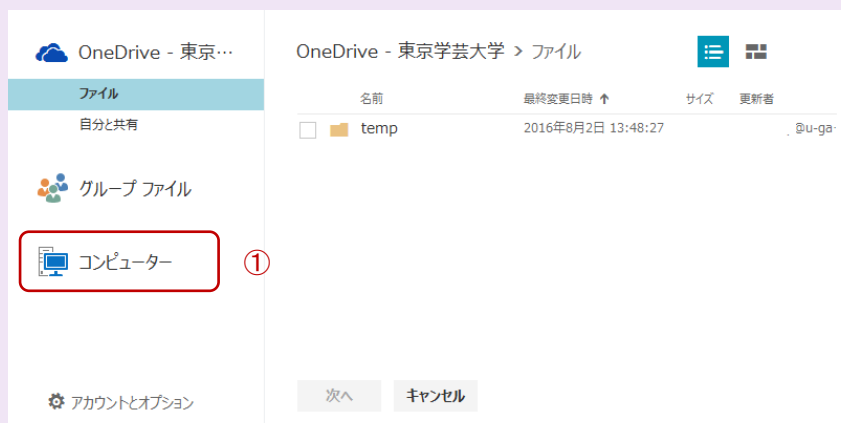 OneDrive - 東京…
ファイル
自分と共有
グループ ファイル
コンピューター
①
アカウントとオプション
OneDrive - 東京学芸大学 > ファイル
名前 最終変更日時 ↑ サイズ 更新者
temp 2016年8月2日 13:48:27 @u-ga
次へ キャンセル